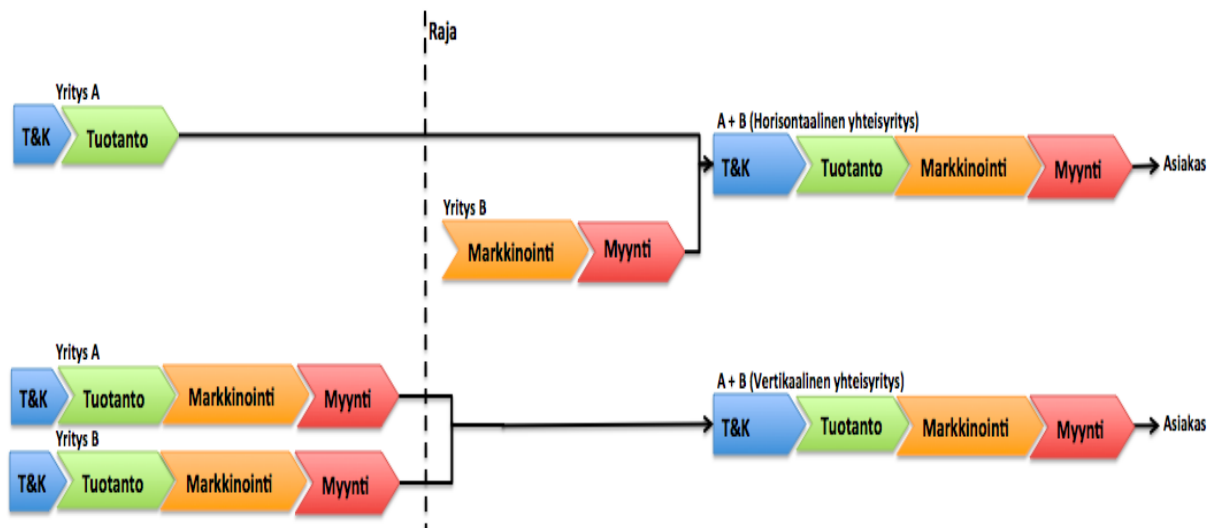 Raja
Yritys A
T&K Tuotanto
A + B (Horisontaalinen yhteisyritys)
T&K Tuotanto Markkinointi Myynti Asiakas
Yritys B
Markkinointi Myynti
Yritys A
T&K Tuotanto Markkinointi Myynti
Yritys B
T&K Tuotanto Markkinointi Myynti
A + B (Vertikaalinen yhteisyritys)
T&K Tuotanto Markkinointi Myynti Asiakas